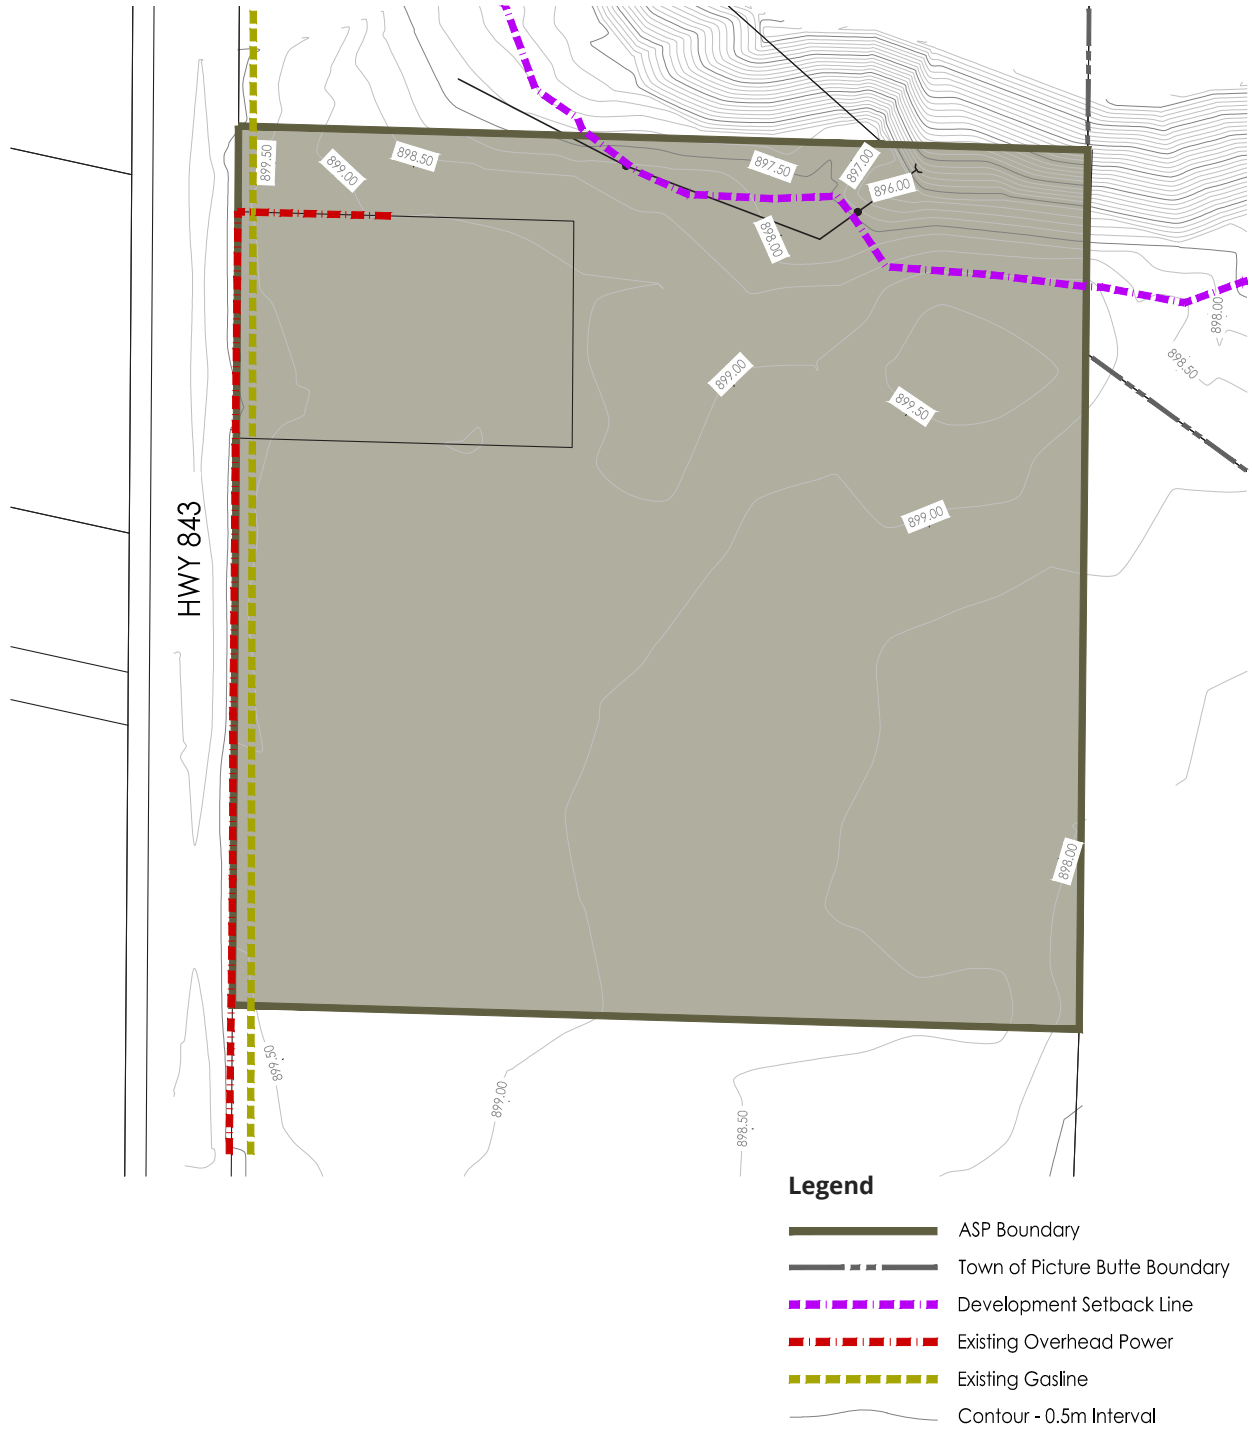 899.50
899.00
898.50
897.50
897.00
896.00
898.00
898.00
898.50
899.00
899.50
899.00
HWY 843
898.00
899.50
899.00
898.50
Legend
ASP Boundary
Town of Picture Butte Boundary
Development Setback Line
Existing Overhead Power
Existing Gasline
Contour - 0.5m Interval